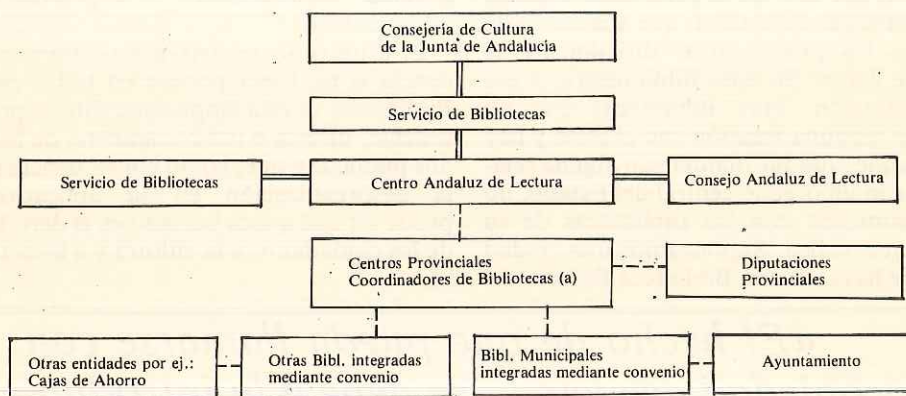 Consejería de Cultura
de la Junta de Andalucía
Servicio de Bibliotecas
Servicio de Bibliotecas
Centro Andaluz de Lectura
Consejo Andaluz de Lectura
Centros Provinciales
Coordinadores de Bibliotecas (a)
Diputaciones
Provinciales
Otras entidades por ej.:
Cajas de Ahorro
Otras Bibl. integradas
mediante convenio
Bibl. Municipales
integradas mediante convenio
Ayuntamiento